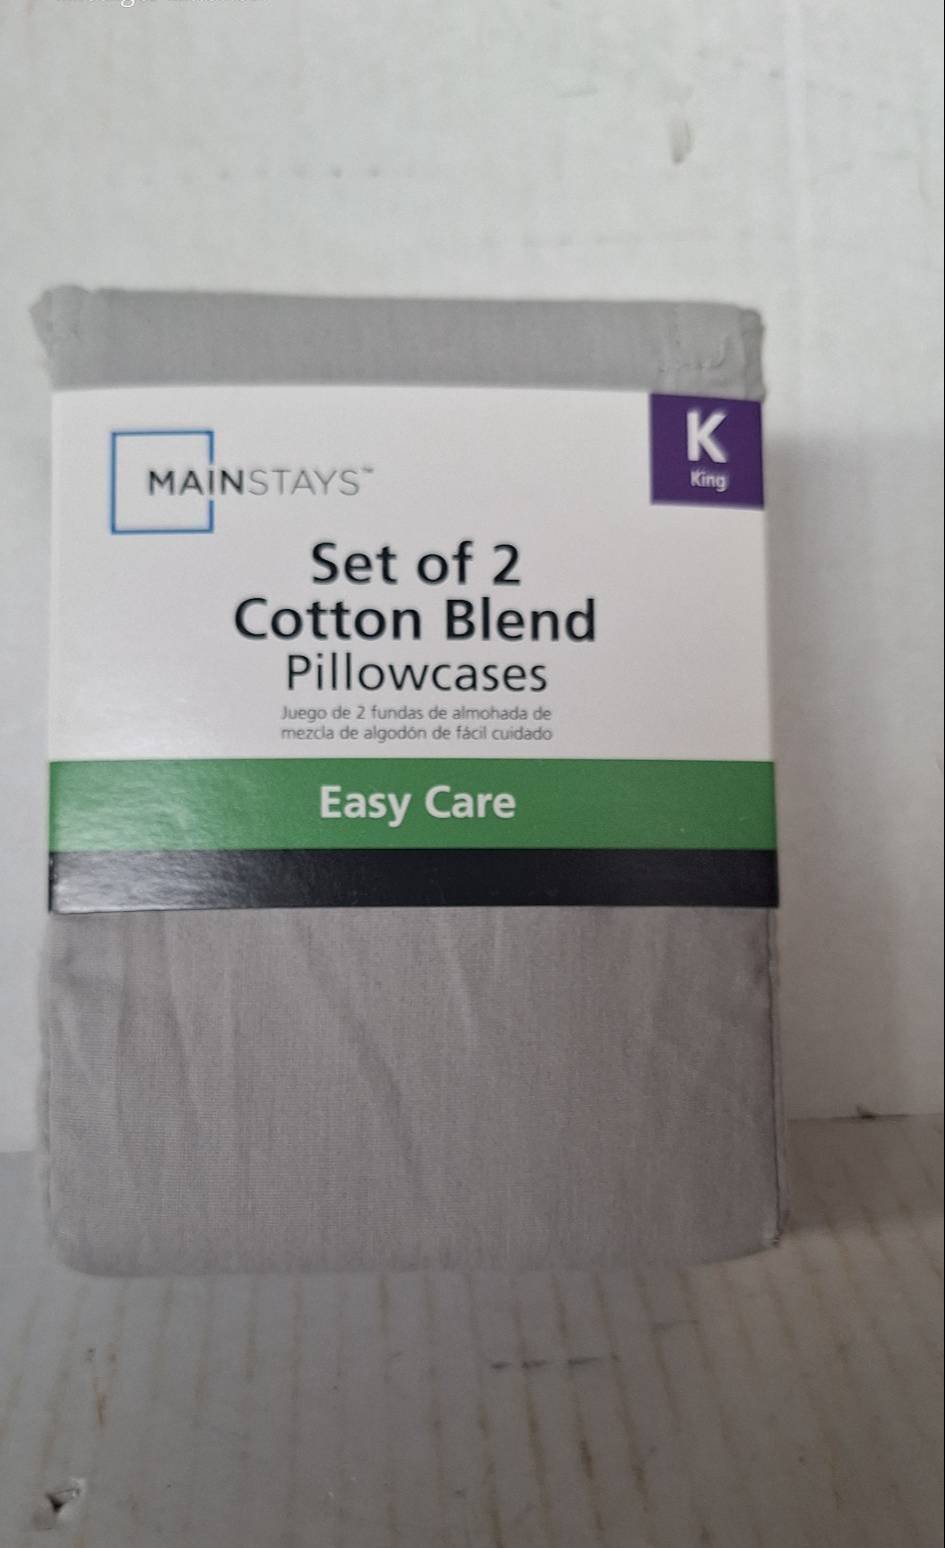 K
King
MAINSTAYS™
Set of 2
Cotton Blend
Pillowcases
Juego de 2 fundas de almohada de
mezcla de algodón de fácil cuidado
Easy Care